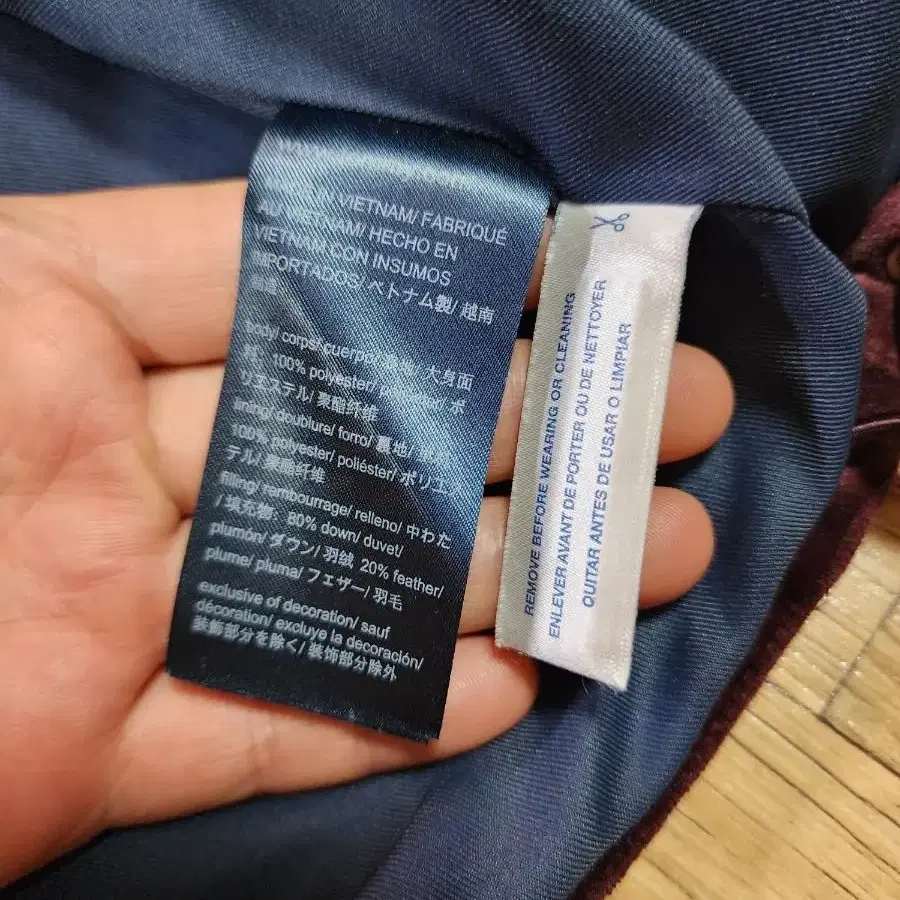 VIETNAM/ FABRIQUÉ
AU VIETNAM/ HECHO EN
VIETNAM CON INSUMOS
IMPORTADOS/ ベトナム製/ 越南
body/ corps/ cuerpo/ 大身面
100% polyester/ ポ
リエステル/ 聚酯纤维
lining/ doublure/ forro/ 裏地/
100% polyester/ poliéster/ ポリエ
テル/ 聚酯纤维
filling/ rembourrage/ relleno/ 中わた
/ 填充物: 80% down/ duvet/
plumón/ ダウン/ 羽绒 20% feather/
plume/ pluma/ フェザー/ 羽毛
exclusive of decoration/ sauf
décoration/ excluye la decoración/
装飾部分を除く/ 装饰部分除外
REMOVE BEFORE WEARING OR CLEANING
ENLEVER AVANT DE PORTER OU DE NETTOYER
QUITAR ANTES DE USAR O LIMPIAR